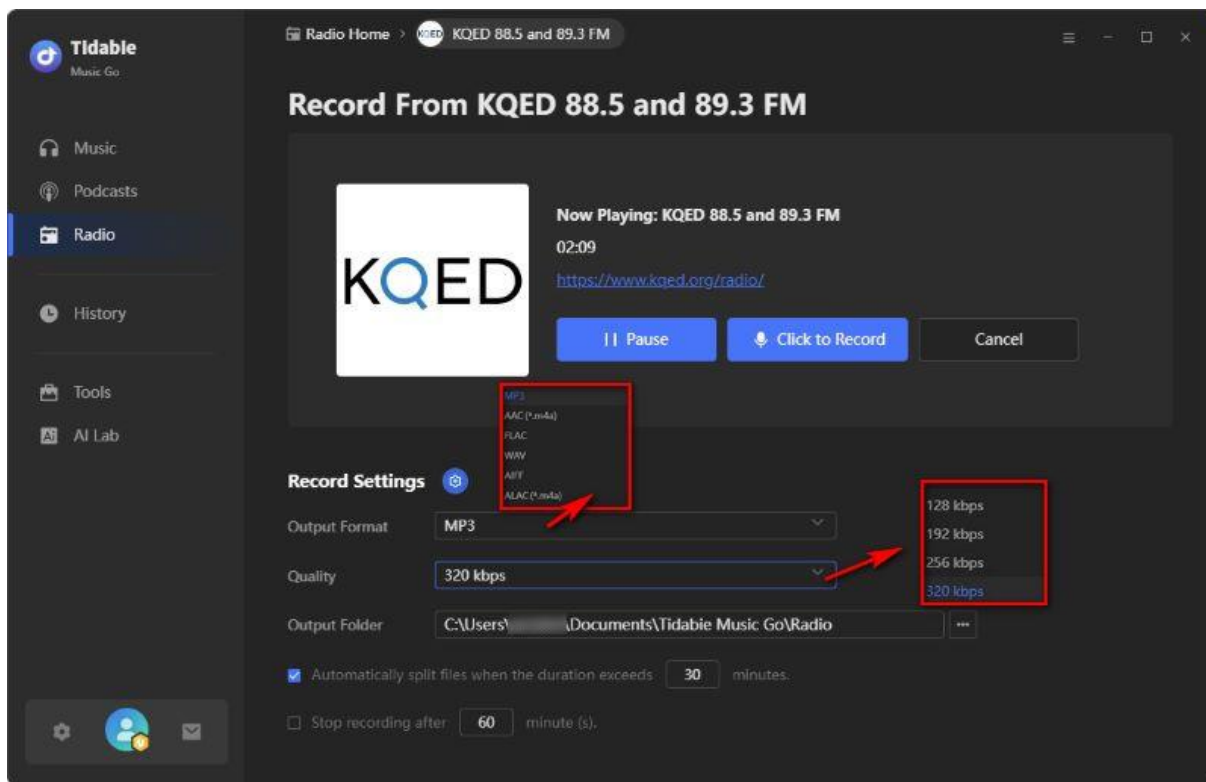 Tidabie
Music Go
Music
Podcasts
Radio
History
Tools
AI Lab
Radio Home > KQED KQED 88.5 and 89.3 FM
Record From KQED 88.5 and 89.3 FM
KQED
Now Playing: KQED 88.5 and 89.3 FM
02:09
https://www.kqed.org/radio/
Pause
Click to Record
Cancel
MP3
AAC (*.m4a)
FLAC
WAV
AIFF
ALAC (*.m4a)
Record Settings
Output Format
MP3
Quality
320 kbps
128 kbps
192 kbps
256 kbps
320 kbps
Output Folder
C:\Users\ \Documents\Tidabie Music Go\Radio
...
Automatically split files when the duration exceeds 30 minutes.
Stop recording after 60 minute (s).